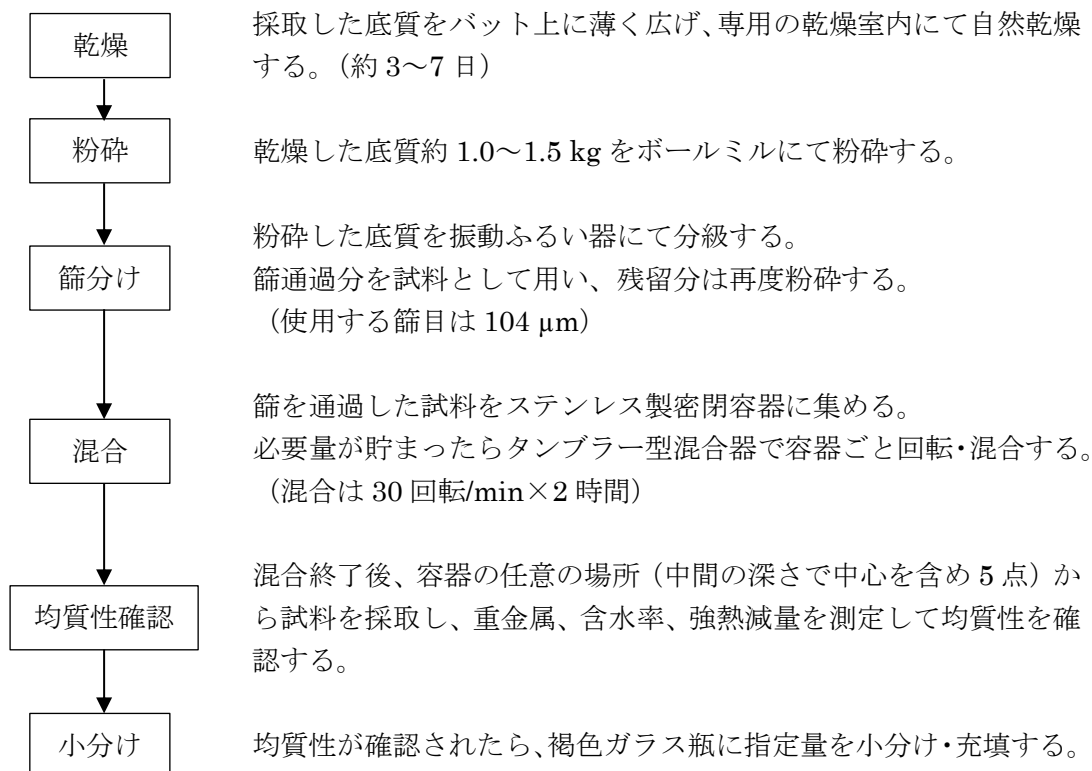 乾燥
採取した底質をバット上に薄く広げ、専用の乾燥室内にて自然乾燥
する。（約 3～7 日）
粉砕
乾燥した底質約 1.0～1.5 kg をボールミルにて粉砕する。
篩分け
粉砕した底質を振動ふるい器にて分級する。
篩通過分を試料として用い、残留分は再度粉砕する。
（使用する篩目は 104 µm）
混合
篩を通過した試料をステンレス製密閉容器に集める。
必要量が貯まったらタンブラー型混合器で容器ごと回転・混合する。
（混合は 30 回転/min×2 時間）
均質性確認
混合終了後、容器の任意の場所（中間の深さで中心を含め 5 点）か
ら試料を採取し、重金属、含水率、強熱減量を測定して均質性を確
認する。
小分け
均質性が確認されたら、褐色ガラス瓶に指定量を小分け・充填する。